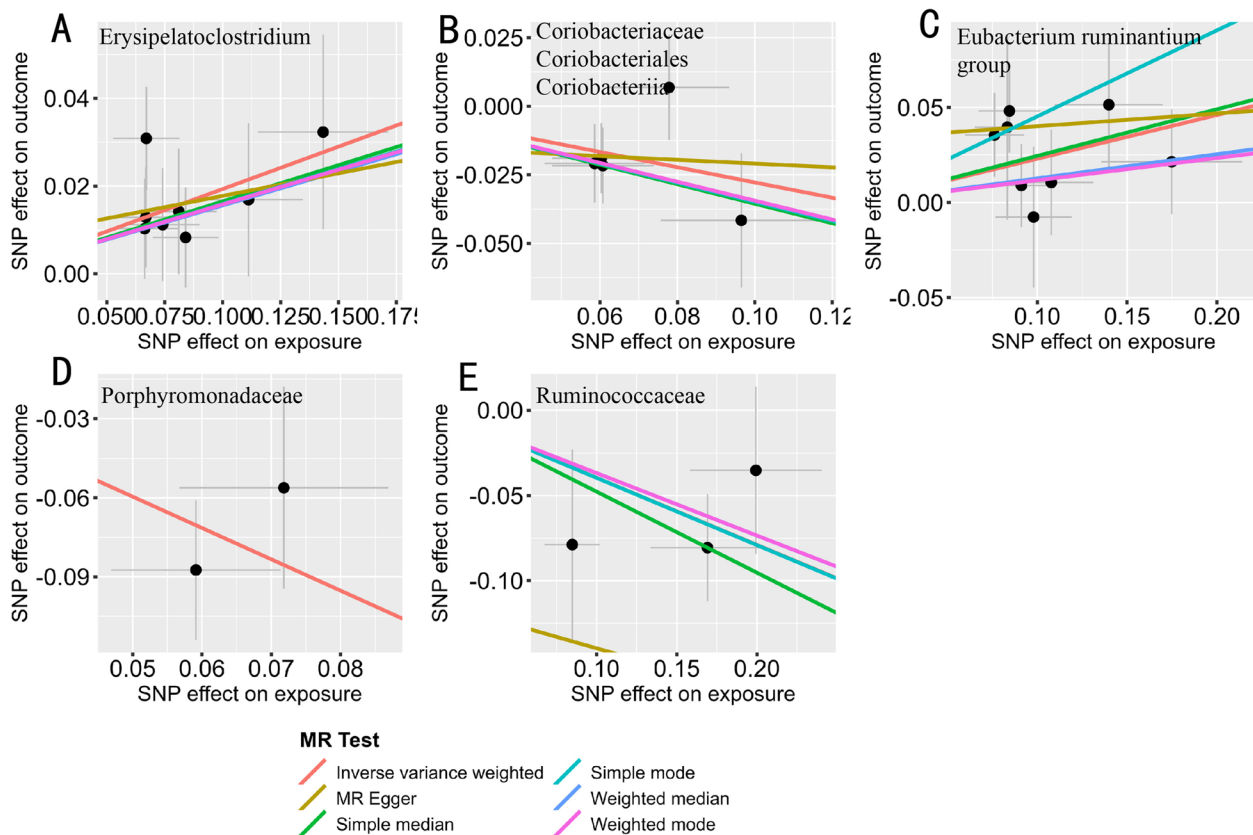 A
Erysipelatoclostridium
SNP effect on outcome
0.04
0.02
0.00
0.050
0.075
0.100
0.125
0.150
0.175
SNP effect on exposure
B
Coriobacteriaceae
Coriobacteriales
Coriobacteriia
SNP effect on outcome
0.025
0.000
-0.025
-0.050
0.06
0.08
0.10
0.12
SNP effect on exposure
C
Eubacterium ruminantium
group
SNP effect on outcome
0.05
0.00
-0.05
0.10
0.15
0.20
SNP effect on exposure
D
Porphyromonadaceae
SNP effect on outcome
-0.03
-0.06
-0.09
0.05
0.06
0.07
0.08
SNP effect on exposure
E
Ruminococcaceae
SNP effect on outcome
0.00
-0.05
-0.10
0.10
0.15
0.20
SNP effect on exposure
MR Test
Inverse variance weighted
MR Egger
Simple median
Simple mode
Weighted median
Weighted mode